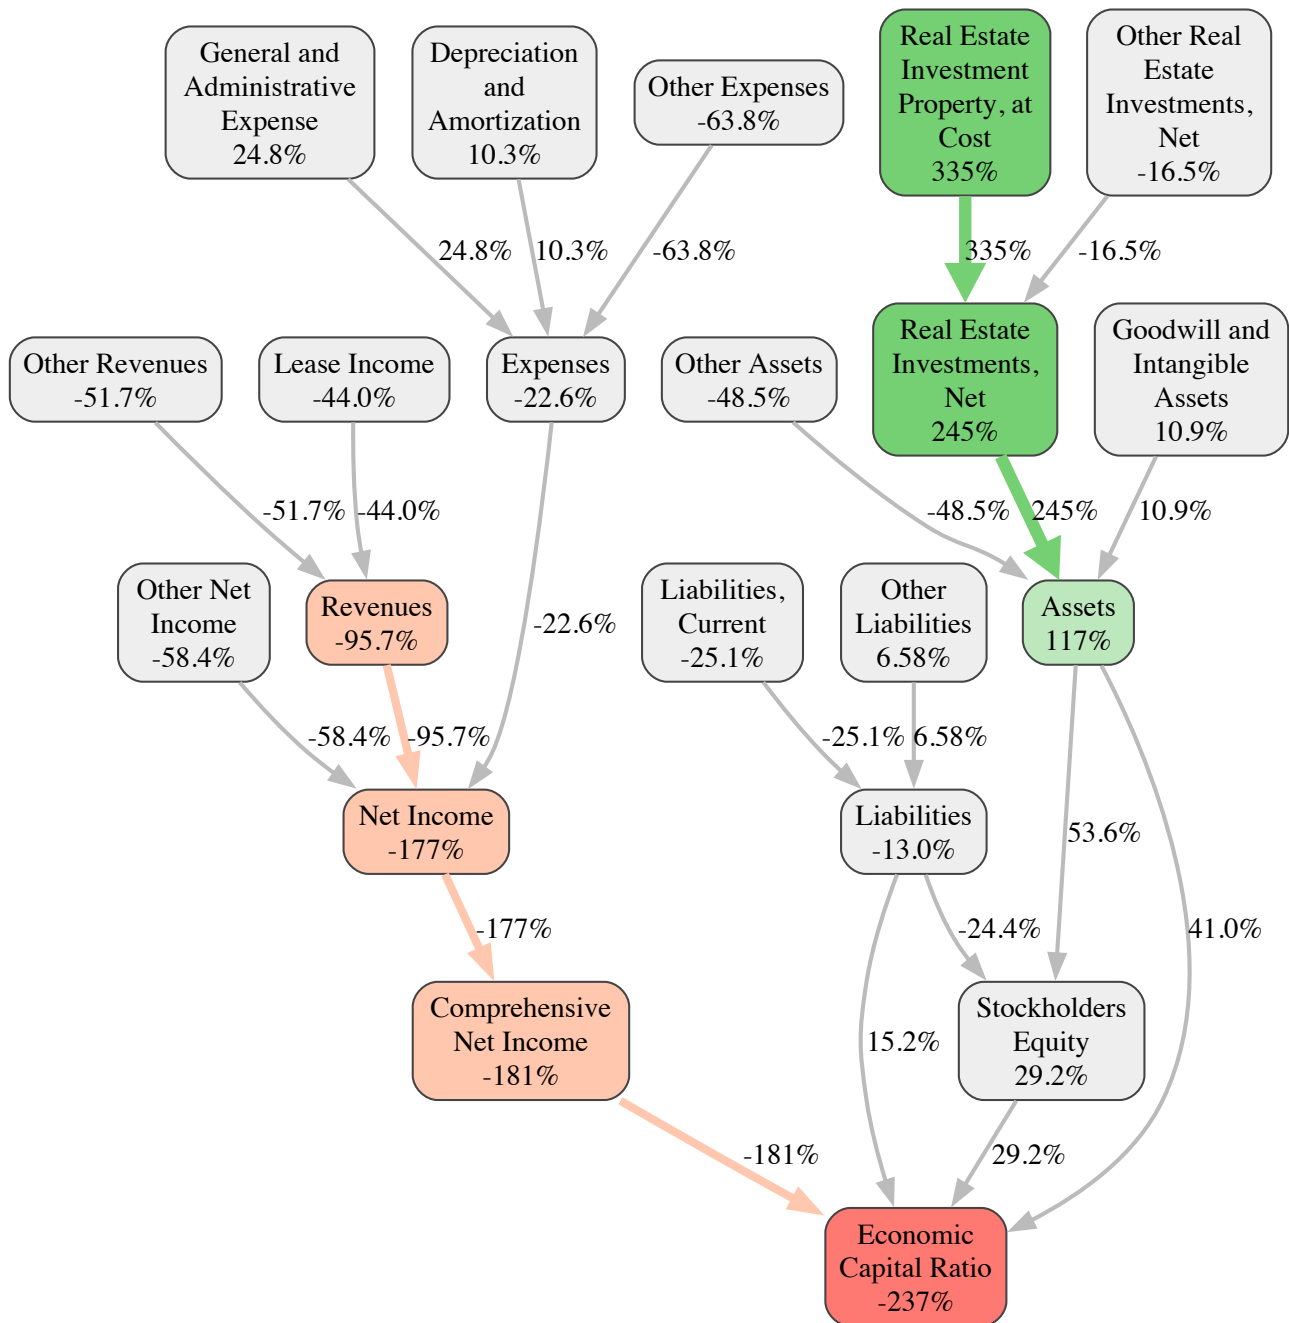 General and
Administrative
Expense
24.8%
Depreciation
and
Amortization
10.3%
Other Expenses
-63.8%
Real Estate
Investment
Property, at
Cost
335%
Other Real
Estate
Investments,
Net
-16.5%
24.8%
10.3%
-63.8%
335%
-16.5%
Other Revenues
-51.7%
Lease Income
-44.0%
Expenses
-22.6%
Other Assets
-48.5%
Real Estate
Investments,
Net
245%
Goodwill and
Intangible
Assets
10.9%
-51.7%
-44.0%
-48.5%
245%
10.9%
Other Net
Income
-58.4%
Revenues
-95.7%
-22.6%
Liabilities,
Current
-25.1%
Other
Liabilities
6.58%
Assets
117%
-58.4%
-95.7%
-25.1%
6.58%
Net Income
-177%
Liabilities
-13.0%
53.6%
-177%
-24.4%
41.0%
Comprehensive
Net Income
-181%
15.2%
Stockholders
Equity
29.2%
-181%
29.2%
Economic
Capital Ratio
-237%